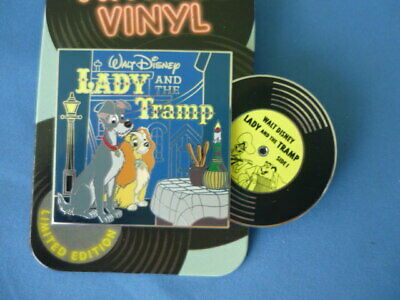 VINYL
WALT DISNEY
LADY AND
THE
Tramp
LIMITED EDITION
WALT DISNEY
LADY AND THE TRAMP
SIDE 1